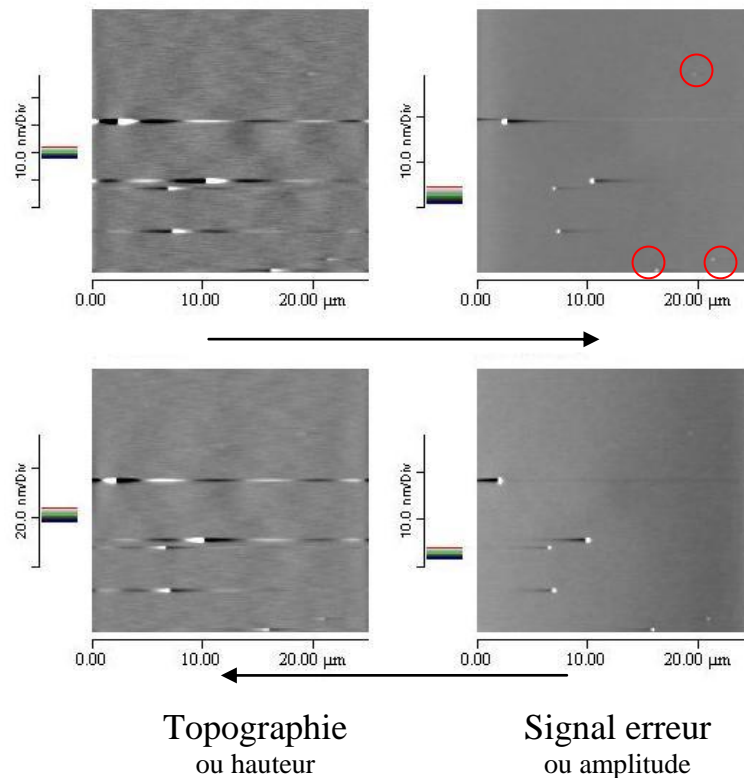 10.0 nm/Div
0.00 10.00 20.00 µm
10.0 nm/Div
0.00 10.00 20.00 µm
20.0 nm/Div
0.00 10.00 20.00 µm
10.0 nm/Div
0.00 10.00 20.00 µm
Topographie
ou hauteur
Signal erreur
ou amplitude